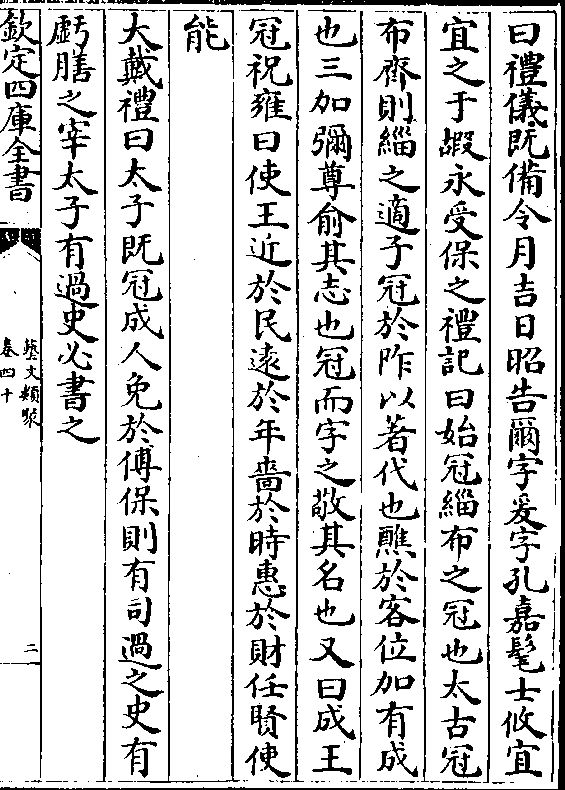 曰禮儀既備令月吉日昭告爾字爰字孔嘉髦士攸宜
宜之于嘏永受保之禮記曰始冠緇布之冠也太古冠
布齊則緇之適子冠於阼以著代也醮於客位加有成
也三加彌尊俞其志也冠而字之敬其名也又曰成王
冠祝雍曰使王近於民遠於年嗇於時惠於財任賢使
能
大戴禮曰太子既冠成人免於傅保則有司過之史有
虧膳之宰太子有過史必書之
欽定四庫全書
藝文類聚
卷四十
二